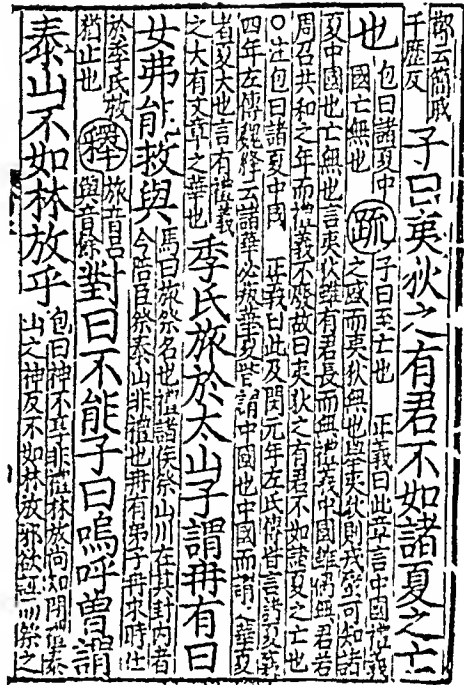 鄭云簡戚
千歷反
子曰夷狄之有君不如諸夏之亡
也
包曰諸夏中
國亡無也
疏
子曰至亡也　正義曰此章言中國禮義
之盛而夷狄無也舉夷狄則戎蠻可知諸
夏中國也亡無也言夷狄雖有君長而無禮義中國雖偶無君若
周召共和之年而禮義不廢故曰夷狄之有君不如諸夏之亡也
○注包曰諸夏中國　正義曰此及閔元年左氏傳皆言諸夏襄
四年左傳魏絳云諸華必叛華夏皆謂中國也中國而謂之華夏
者夏大也言有禮義
之大有文章之華也
季氏旅於太山子謂冉有曰
女弗能救與
馬曰旅祭名也禮諸侯祭山川在其封內者
今陪臣祭泰山非禮也冉有弟子冉求時仕
於季氏救
猶止也
釋
旅音呂
與音餘
對曰不能子曰嗚呼曾謂
泰山不如林放乎
包曰神不享非禮林放尚知問禮泰
山之神反不如林放邪欲誣而祭之